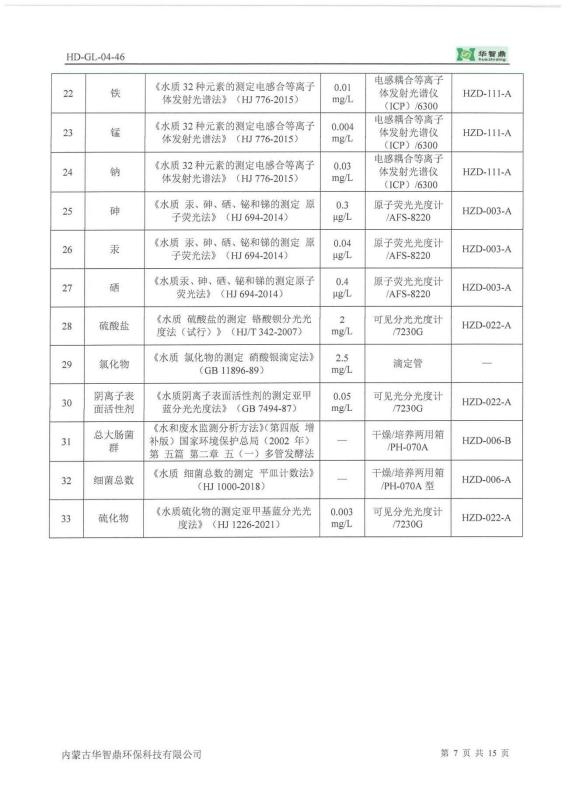 HD-GL-04-46
华智鼎
huazhiding
22 铁 《水质 32 种元素的测定电感合等离子 0.01 电感耦合等离子 HZD-111-A
体发射光谱法》（HJ 776-2015） mg/L 体发射光谱仪
（ICP）/6300
23 锰 《水质 32 种元素的测定电感合等离子 0.004 电感耦合等离子 HZD-111-A
体发射光谱法》（HJ 776-2015） mg/L 体发射光谱仪
（ICP）/6300
24 钠 《水质 32 种元素的测定电感合等离子 0.03 电感耦合等离子 HZD-111-A
体发射光谱法》（HJ 776-2015） mg/L 体发射光谱仪
（ICP）/6300
25 砷 《水质 汞、砷、硒、铋和锑的测定 原 0.3 原子荧光光度计 HZD-003-A
子荧光法》（HJ 694-2014） μg/L /AFS-8220
26 汞 《水质 汞、砷、硒、铋和锑的测定 原 0.04 原子荧光光度计 HZD-003-A
子荧光法》（HJ 694-2014） μg/L /AFS-8220
27 硒 《水质汞、砷、硒、铋和锑的测定原子 0.4 原子荧光光度计 HZD-003-A
荧光法》（HJ 694-2014） μg/L /AFS-8220
28 硫酸盐 《水质 硫酸盐的测定 铬酸钡分光光 2 可见分光光度计 HZD-022-A
度法（试行）》（HJ/T 342-2007） mg/L /7230G
29 氯化物 《水质 氯化物的测定 硝酸银滴定法》 2.5 滴定管 —
（GB 11896-89） mg/L
30 阴离子表 《水质阴离子表面活性剂的测定亚甲 0.05 可见光分光度计 HZD-022-A
面活性剂 蓝分光光度法》（GB 7494-87） mg/L /7230G
31 总大肠菌 《水和废水监测分析方法》（第四版 增 — 干燥/培养两用箱 HZD-006-B
群 补版）国家环境保护总局（2002 年） /PH-070A
第 五篇 第二章 五（一）多管发酵法
32 细菌总数 《水质 细菌总数的测定 平皿计数法》 — 干燥/培养两用箱 HZD-006-A
（HJ 1000-2018） /PH-070A 型
33 硫化物 《水质硫化物的测定亚甲基蓝分光光 0.003 可见分光光度计 HZD-022-A
度法》（HJ 1226-2021） mg/L /7230G
内蒙古华智鼎环保科技有限公司
第 7 页 共 15 页